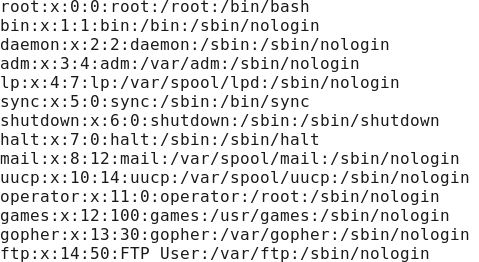 root:x:0:0:root:/root:/bin/bash
bin:x:1:1:bin:/bin:/sbin/nologin
daemon:x:2:2:daemon:/sbin:/sbin/nologin
adm:x:3:4:adm:/var/adm:/sbin/nologin
lp:x:4:7:lp:/var/spool/lpd:/sbin/nologin
sync:x:5:0:sync:/sbin:/bin/sync
shutdown:x:6:0:shutdown:/sbin:/sbin/shutdown
halt:x:7:0:halt:/sbin:/sbin/halt
mail:x:8:12:mail:/var/spool/mail:/sbin/nologin
uucp:x:10:14:uucp:/var/spool/uucp:/sbin/nologin
operator:x:11:0:operator:/root:/sbin/nologin
games:x:12:100:games:/usr/games:/sbin/nologin
gopher:x:13:30:gopher:/var/gopher:/sbin/nologin
ftp:x:14:50:FTP User:/var/ftp:/sbin/nologin